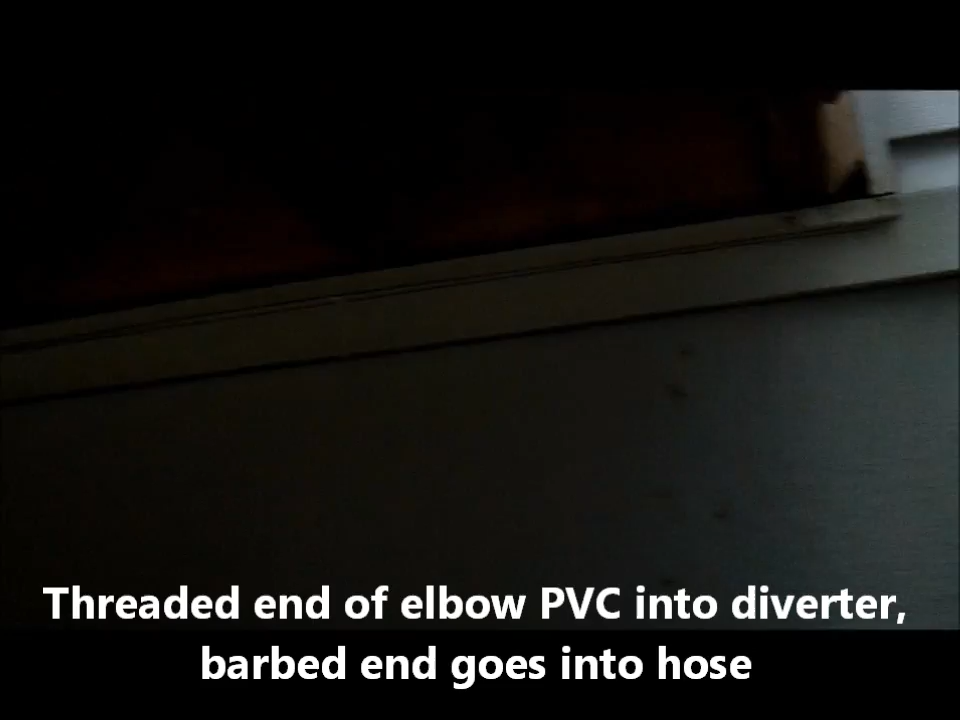 Threaded end of elbow PVC into diverter,
barbed end goes into hose